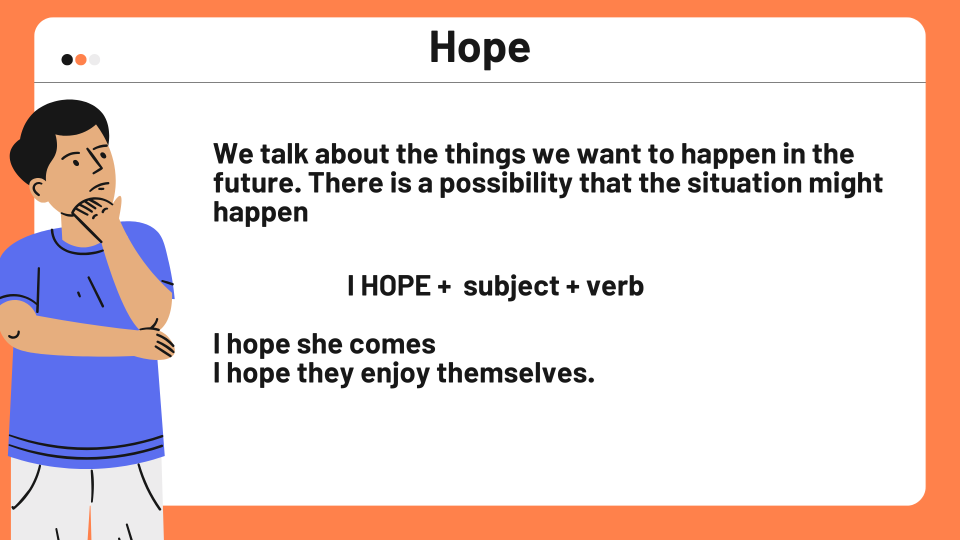 Hope
We talk about the things we want to happen in the
future. There is a possibility that the situation might
happen
I HOPE +  subject + verb
I hope she comes
I hope they enjoy themselves.